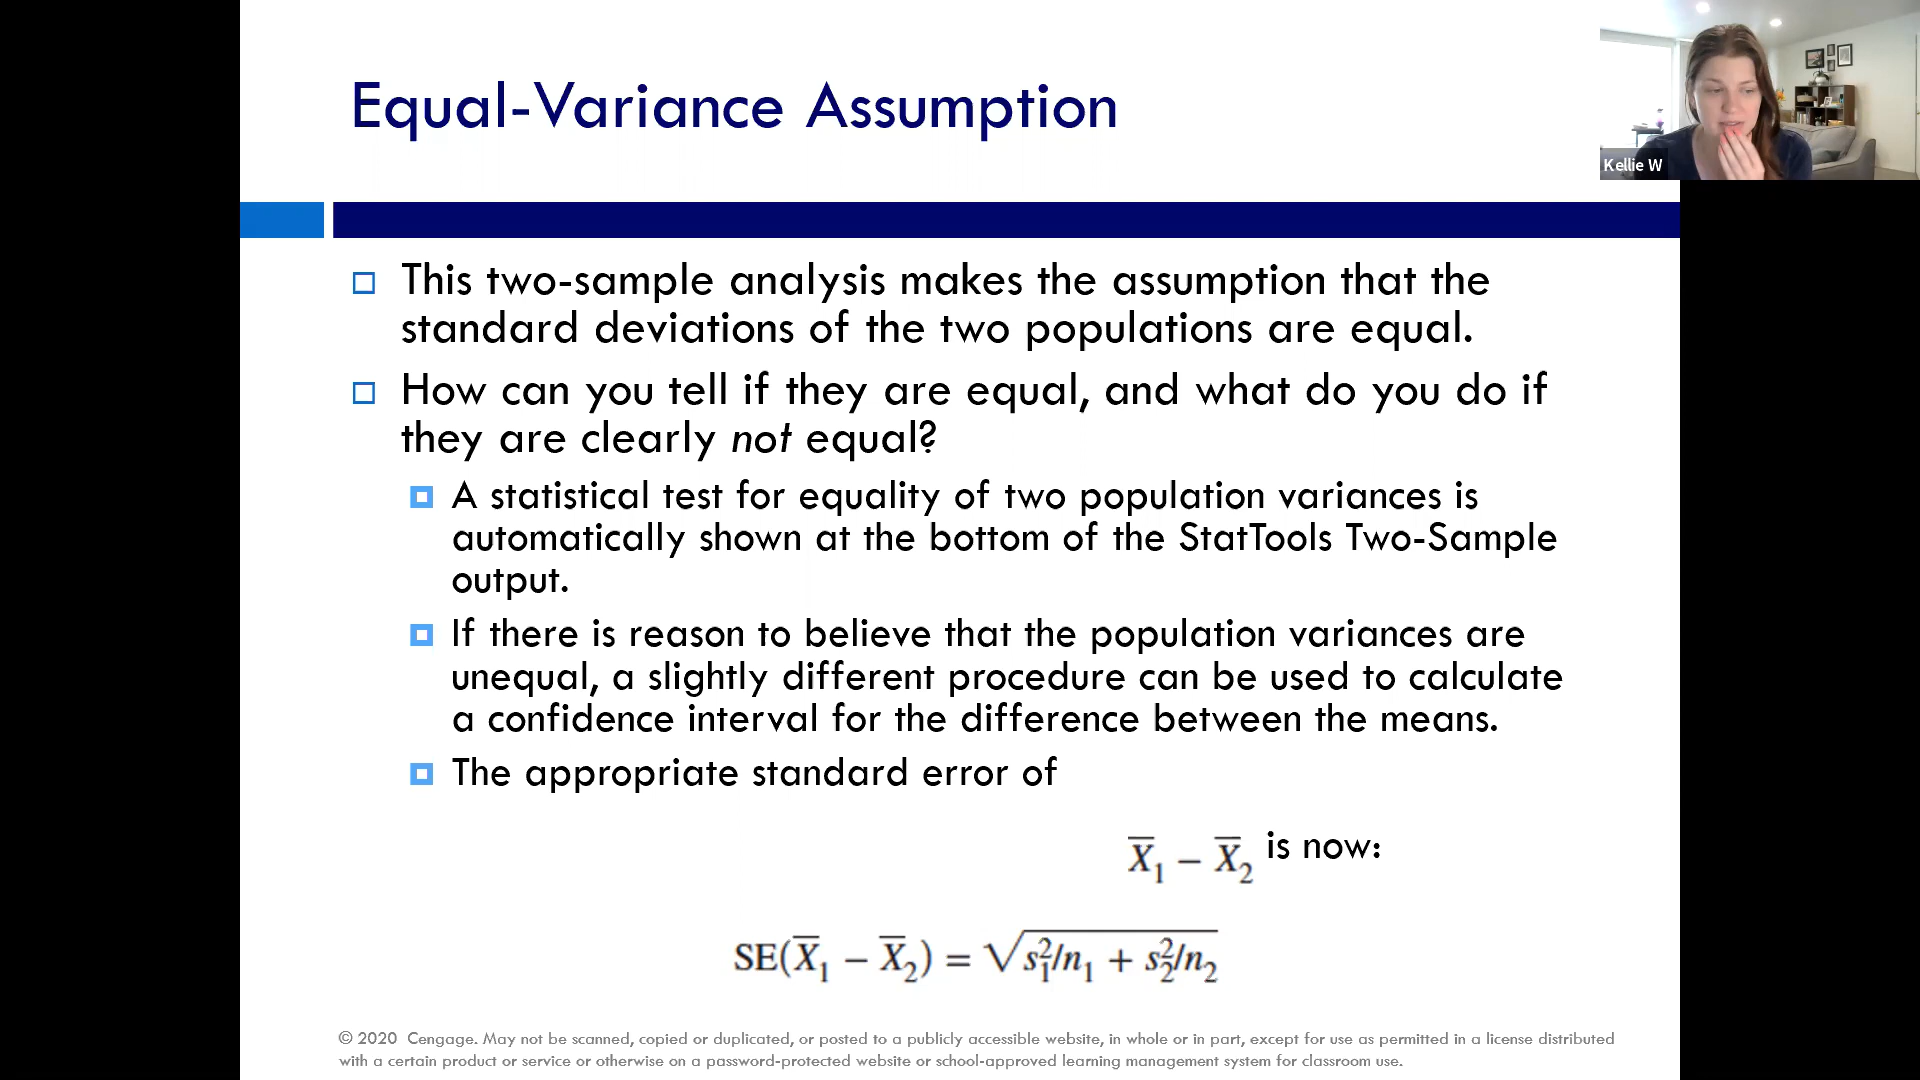 Equal-Variance Assumption
Kellie W
This two-sample analysis makes the assumption that the
standard deviations of the two populations are equal.
How can you tell if they are equal, and what do you do if
they are clearly not equal?
A statistical test for equality of two population variances is
automatically shown at the bottom of the StatTools Two-Sample
output.
If there is reason to believe that the population variances are
unequal, a slightly different procedure can be used to calculate
a confidence interval for the difference between the means.
The appropriate standard error of
X̅₁ − X̅₂ is now:
SE(X̅₁ − X̅₂) = √s₁²/n₁ + s₂²/n₂
© 2020 Cengage. May not be scanned, copied or duplicated, or posted to a publicly accessible website, in whole or in part, except for use as permitted in a license distributed
with a certain product or service or otherwise on a password-protected website or school-approved learning management system for classroom use.